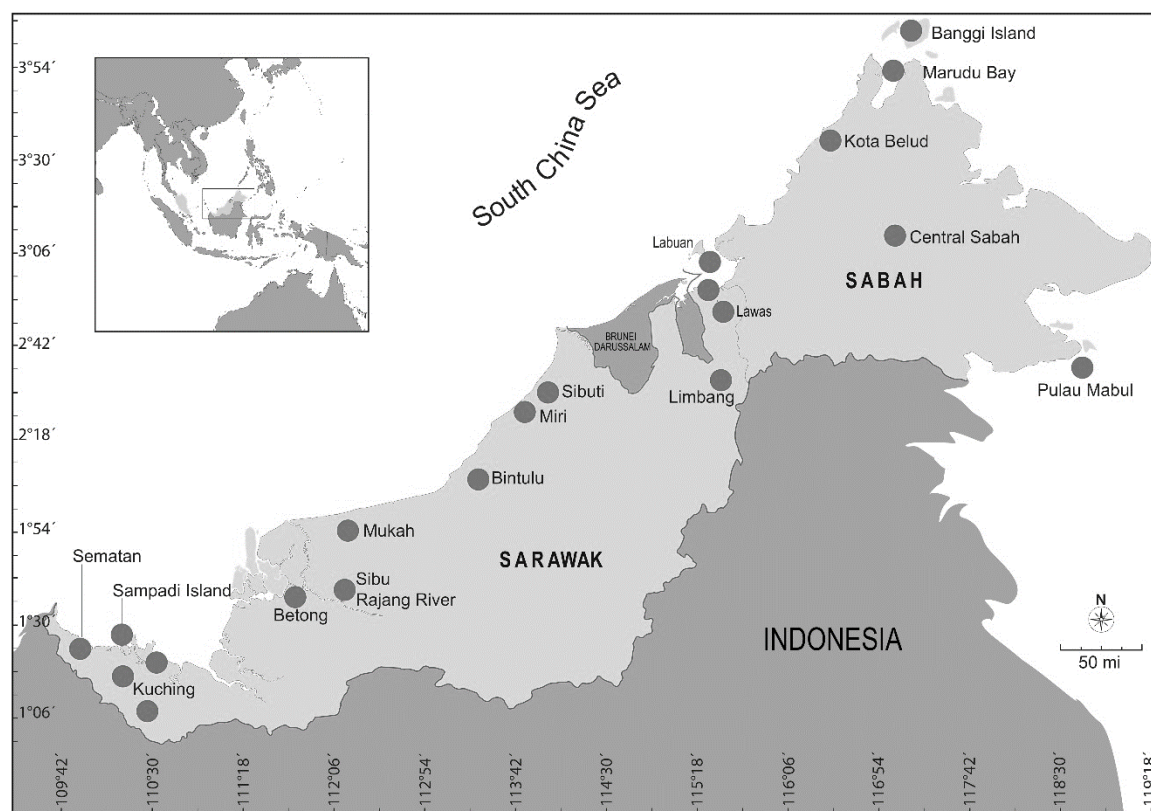 Banggi Island
3°54´
Marudu Bay
South China Sea
Kota Belud
3°30´
Central Sabah
3°06´
Labuan
SABAH
Lawas
BRUNEI
DARUSSALAM
2°42´
Limbang
Pulau Mabul
Sibuti
Miri
2°18´
Bintulu
1°54´
Mukah
SARAWAK
Sematan
Sampadi Island
Sibu
Rajang River
Betong
1°30´
N
INDONESIA
50 mi
Kuching
1°06´
109°42´
110°30´
111°18´
112°06´
112°54´
113°42´
114°30´
115°18´
116°06´
116°54´
117°42´
118°30´
119°18´